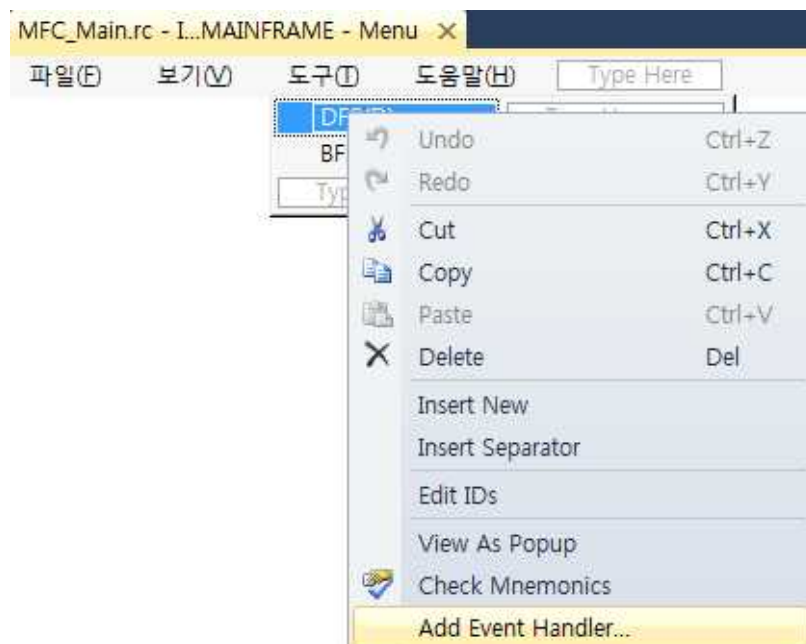 MFC_Main.rc - I...MAINFRAME - Menu
파일(F) 보기(V) 도구(T) 도움말(H) Type Here
Undo Ctrl+Z
BF
Redo Ctrl+Y
Cut Ctrl+X
Copy Ctrl+C
Paste Ctrl+V
Delete Del
Insert New
Insert Separator
Edit IDs
View As Popup
Check Mnemonics
Add Event Handler...